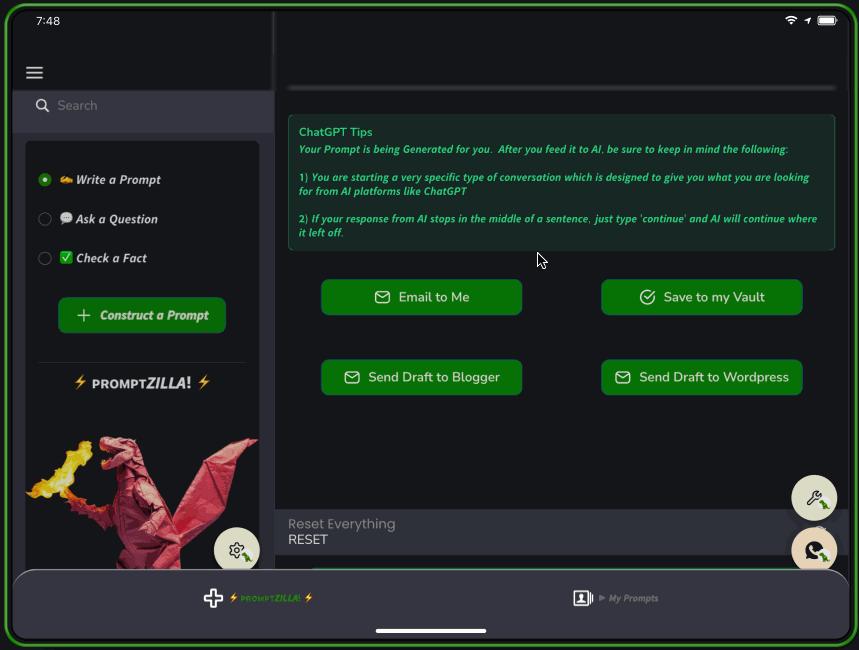 7:48
Search
Write a Prompt
Ask a Question
Check a Fact
Construct a Prompt
PROMPTZILLA!
ChatGPT Tips
Your Prompt is being Generated for you. After you feed it to AI, be sure to keep in mind the following:
1) You are starting a very specific type of conversation which is designed to give you what you are looking
for from AI platforms like ChatGPT
2) If your response from AI stops in the middle of a sentence, just type 'continue' and AI will continue where
it left off.
Email to Me
Save to my Vault
Send Draft to Blogger
Send Draft to Wordpress
Reset Everything
RESET
PROMPTZILLA!
My Prompts